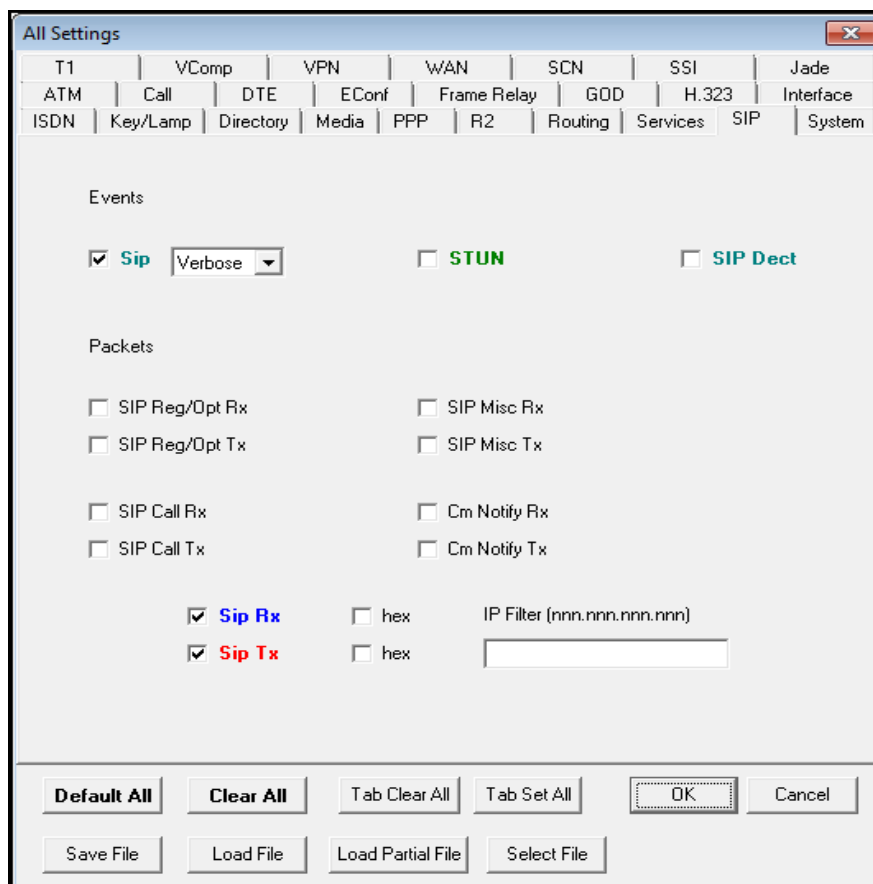 All Settings
T1 VComp VPN WAN SCN SSI Jade
ATM Call DTE EConf Frame Relay GOD H.323 Interface
ISDN Key/Lamp Directory Media PPP R2 Routing Services SIP System
Events
Sip Verbose STUN SIP Dect
Packets
SIP Reg/Opt Rx SIP Misc Rx
SIP Reg/Opt Tx SIP Misc Tx
SIP Call Rx Cm Notify Rx
SIP Call Tx Cm Notify Tx
Sip Rx hex IP Filter (nnn.nnn.nnn.nnn)
Sip Tx hex
Default All Clear All Tab Clear All Tab Set All OK Cancel
Save File Load File Load Partial File Select File